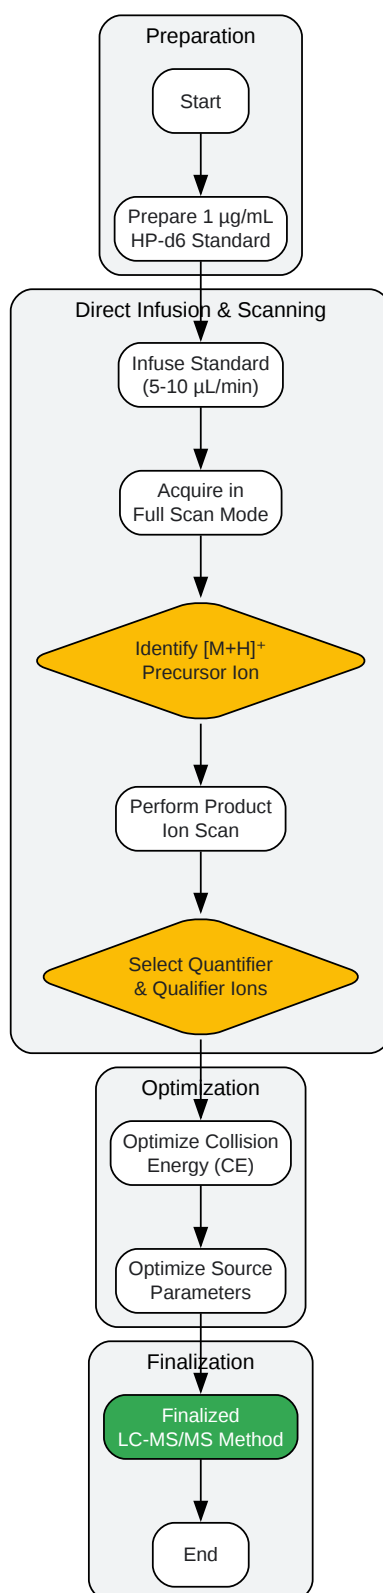 Preparation
Start
Prepare 1 µg/mL
HP-d6 Standard
Direct Infusion & Scanning
Infuse Standard
(5-10 µL/min)
Acquire in
Full Scan Mode
Identify [M+H]⁺
Precursor Ion
Perform Product
Ion Scan
Select Quantifier
& Qualifier Ions
Optimization
Optimize Collision
Energy (CE)
Optimize Source
Parameters
Finalization
Finalized
LC-MS/MS Method
End